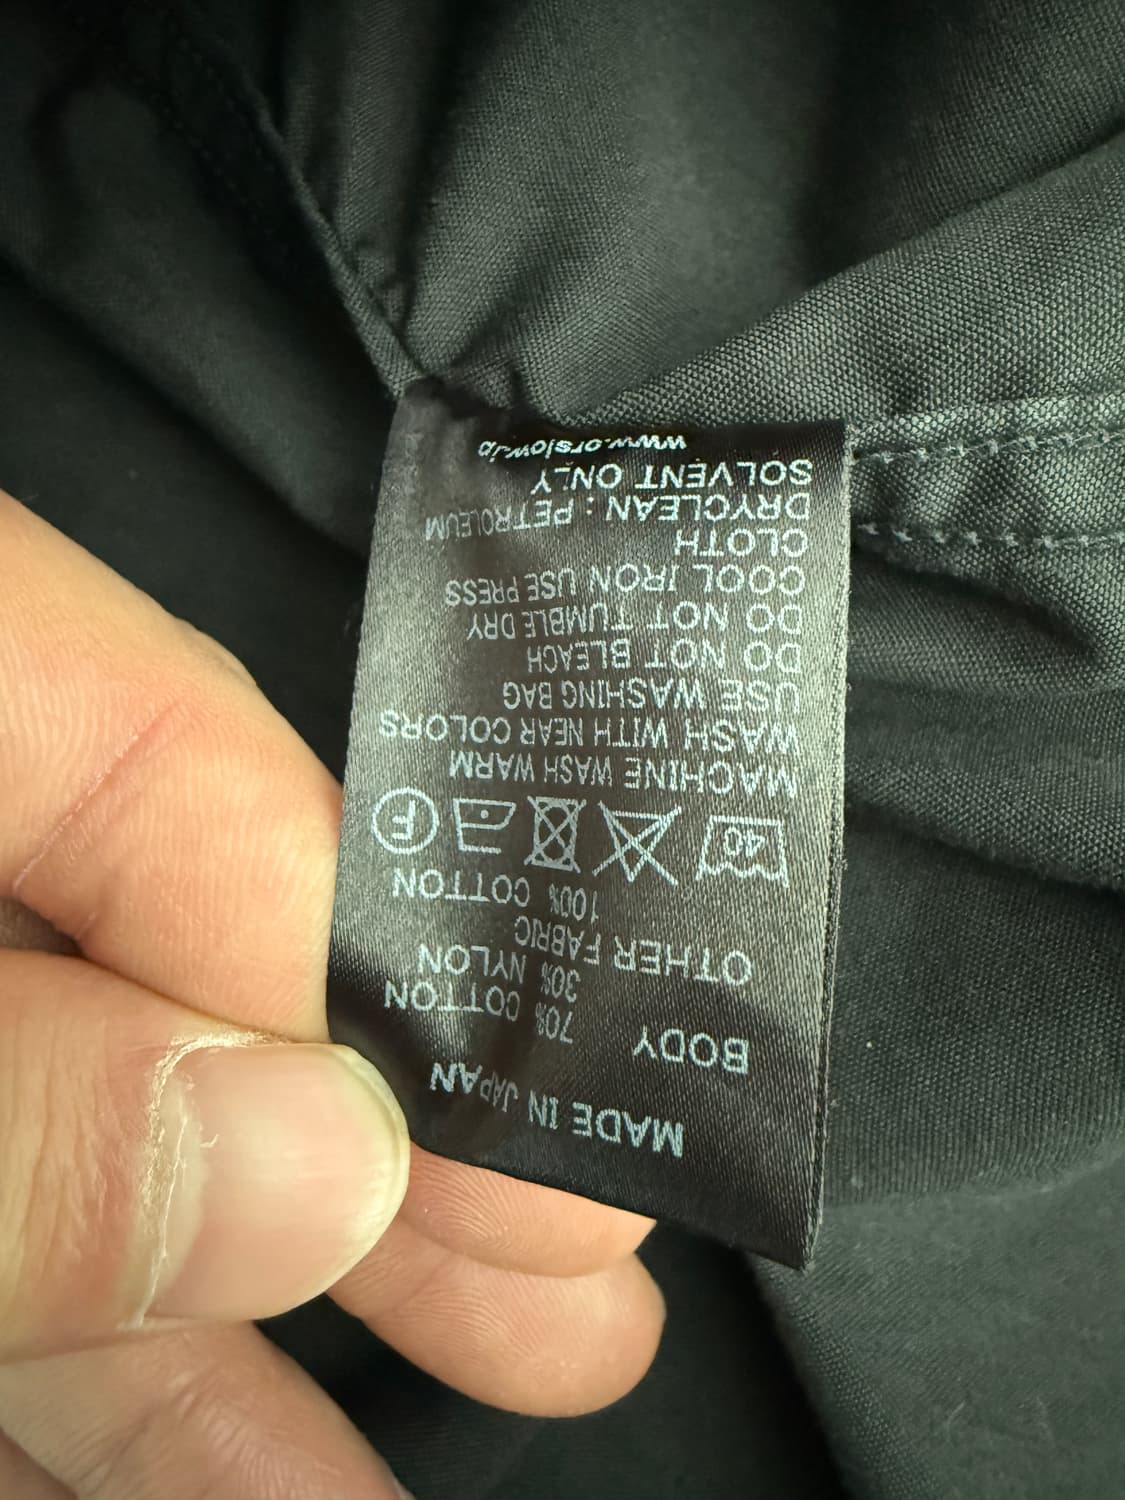 MADE IN JAPAN
BODY 70% COTTON
30% NYLON
OTHER FABRIC
100% COTTON
40 F
MACHINE WASH WARM
WASH WITH NEAR COLORS
USE WASHING BAG
DO NOT BLEACH
DO NOT TUMBLE DRY
COOL IRON USE PRESS
CLOTH
DRYCLEAN : PETROLEUM
SOLVENT ONLY
www.orslow.jp